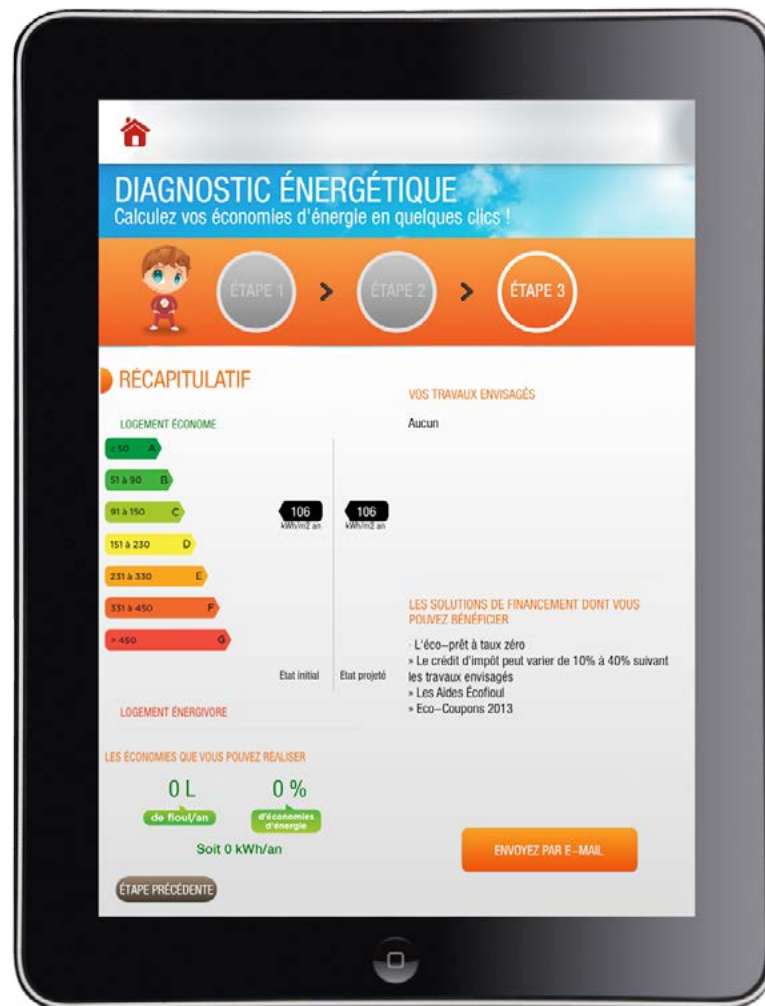 DIAGNOSTIC ÉNERGÉTIQUE
Calculez vos économies d'énergie en quelques clics !
ÉTAPE 1
>
ÉTAPE 2
>
ÉTAPE 3
RÉCAPITULATIF
LOGEMENT ÉCONOME
≤ 50 A
51 à 90 B
91 à 150 C
151 à 230 D
231 à 330 E
331 à 450 F
> 450 G
106
kWh/m2 an
106
kWh/m2 an
Etat initial
Etat projeté
LOGEMENT ÉNERGIVORE
VOS TRAVAUX ENVISAGÉS
Aucun
LES SOLUTIONS DE FINANCEMENT DONT VOUS
POUVEZ BÉNÉFICIER
· L'éco–prêt à taux zéro
» Le crédit d'impôt peut varier de 10% à 40% suivant
les travaux envisagés
» Les Aides Écofioul
» Eco–Coupons 2013
LES ÉCONOMIES QUE VOUS POUVEZ RÉALISER
0 L
de fioul/an
0 %
d'économies
d'énergie
Soit 0 kWh/an
ENVOYEZ PAR E–MAIL
ÉTAPE PRÉCÉDENTE